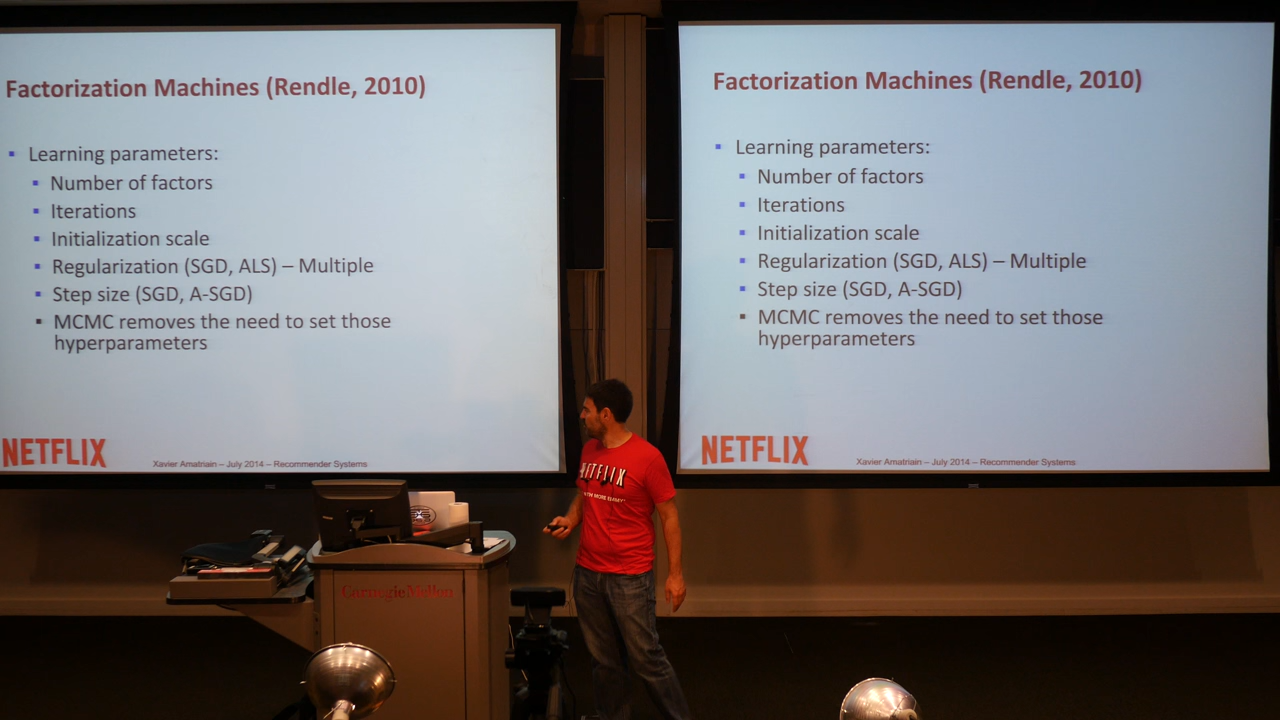 Factorization Machines (Rendle, 2010)
Learning parameters:
Number of factors
Iterations
Initialization scale
Regularization (SGD, ALS) – Multiple
Step size (SGD, A-SGD)
MCMC removes the need to set those
hyperparameters
NETFLIX
Xavier Amatriain – July 2014 – Recommender Systems
Factorization Machines (Rendle, 2010)
Learning parameters:
Number of factors
Iterations
Initialization scale
Regularization (SGD, ALS) – Multiple
Step size (SGD, A-SGD)
MCMC removes the need to set those
hyperparameters
NETFLIX
Xavier Amatriain – July 2014 – Recommender Systems
NETFLIX
Carnegie Mellon